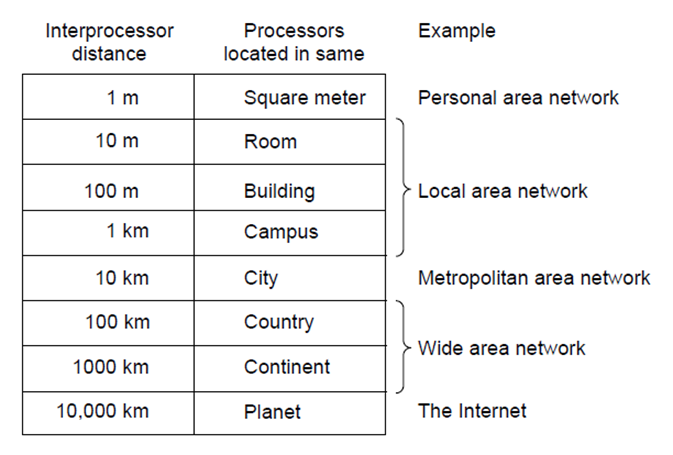 Interprocessor distance Processors located in same Example
1 m Square meter Personal area network
10 m Room
100 m Building Local area network
1 km Campus
10 km City Metropolitan area network
100 km Country
Wide area network
1000 km Continent
10,000 km Planet The Internet